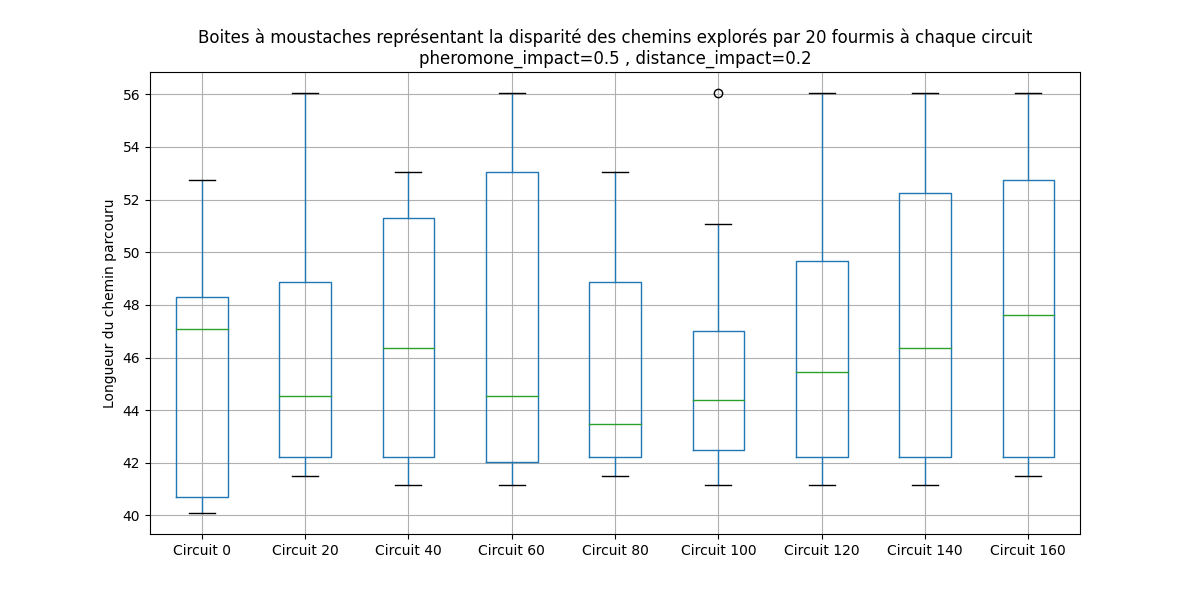 Boites à moustaches représentant la disparité des chemins explorés par 20 fourmis à chaque circuit
pheromone_impact=0.5 , distance_impact=0.2
Longueur du chemin parcouru
56
54
52
50
48
46
44
42
40
Circuit 0
Circuit 20
Circuit 40
Circuit 60
Circuit 80
Circuit 100
Circuit 120
Circuit 140
Circuit 160